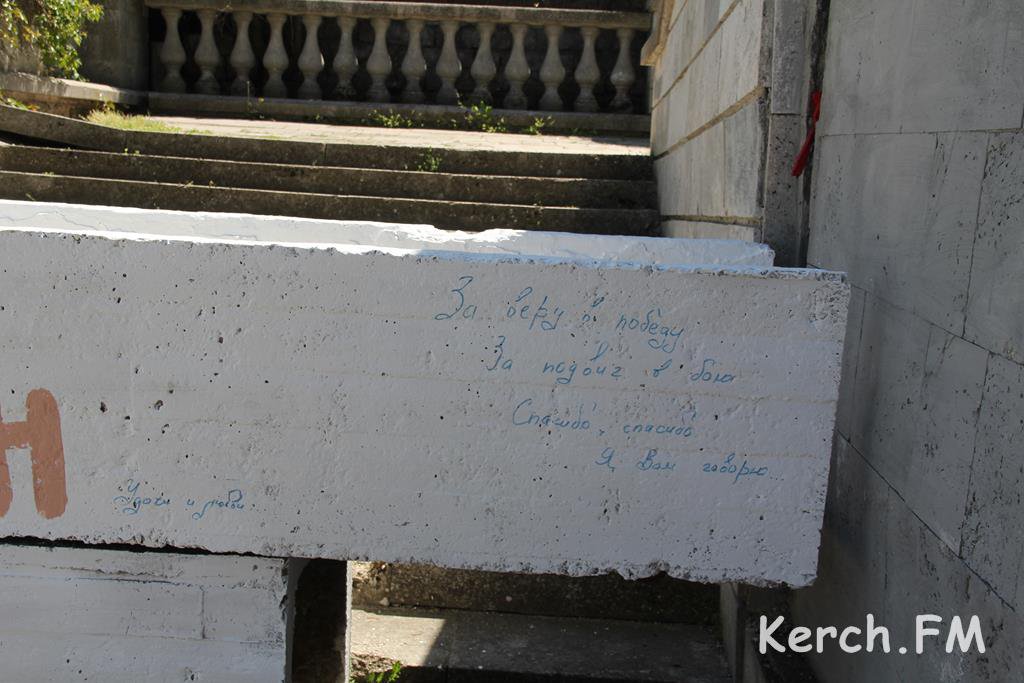 За веру в победу
За подвиг в бою
Спасибо, спасибо
Я Вам говорю...
Н
Удачи и любви.
Kerch.FM